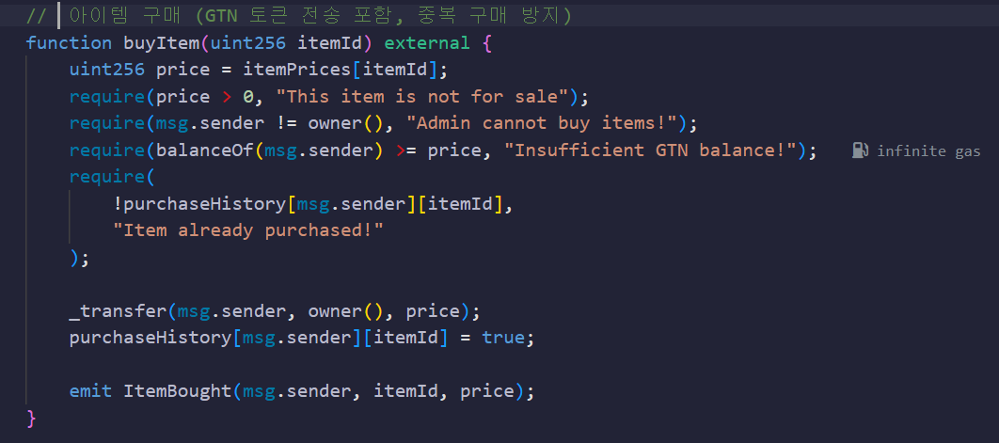 // 아이템 구매 (GTN 토큰 전송 포함, 중복 구매 방지)
function buyItem(uint256 itemId) external {
uint256 price = itemPrices[itemId];
require(price > 0, "This item is not for sale");
require(msg.sender != owner(), "Admin cannot buy items!");
require(balanceOf(msg.sender) >= price, "Insufficient GTN balance!"); infinite gas
require(
!purchaseHistory[msg.sender][itemId],
"Item already purchased!"
);
_transfer(msg.sender, owner(), price);
purchaseHistory[msg.sender][itemId] = true;
emit ItemBought(msg.sender, itemId, price);
}